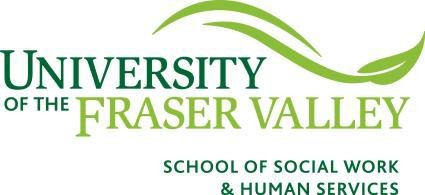 UNIVERSITY
OF THE FRASER VALLEY
SCHOOL OF SOCIAL WORK
& HUMAN SERVICES